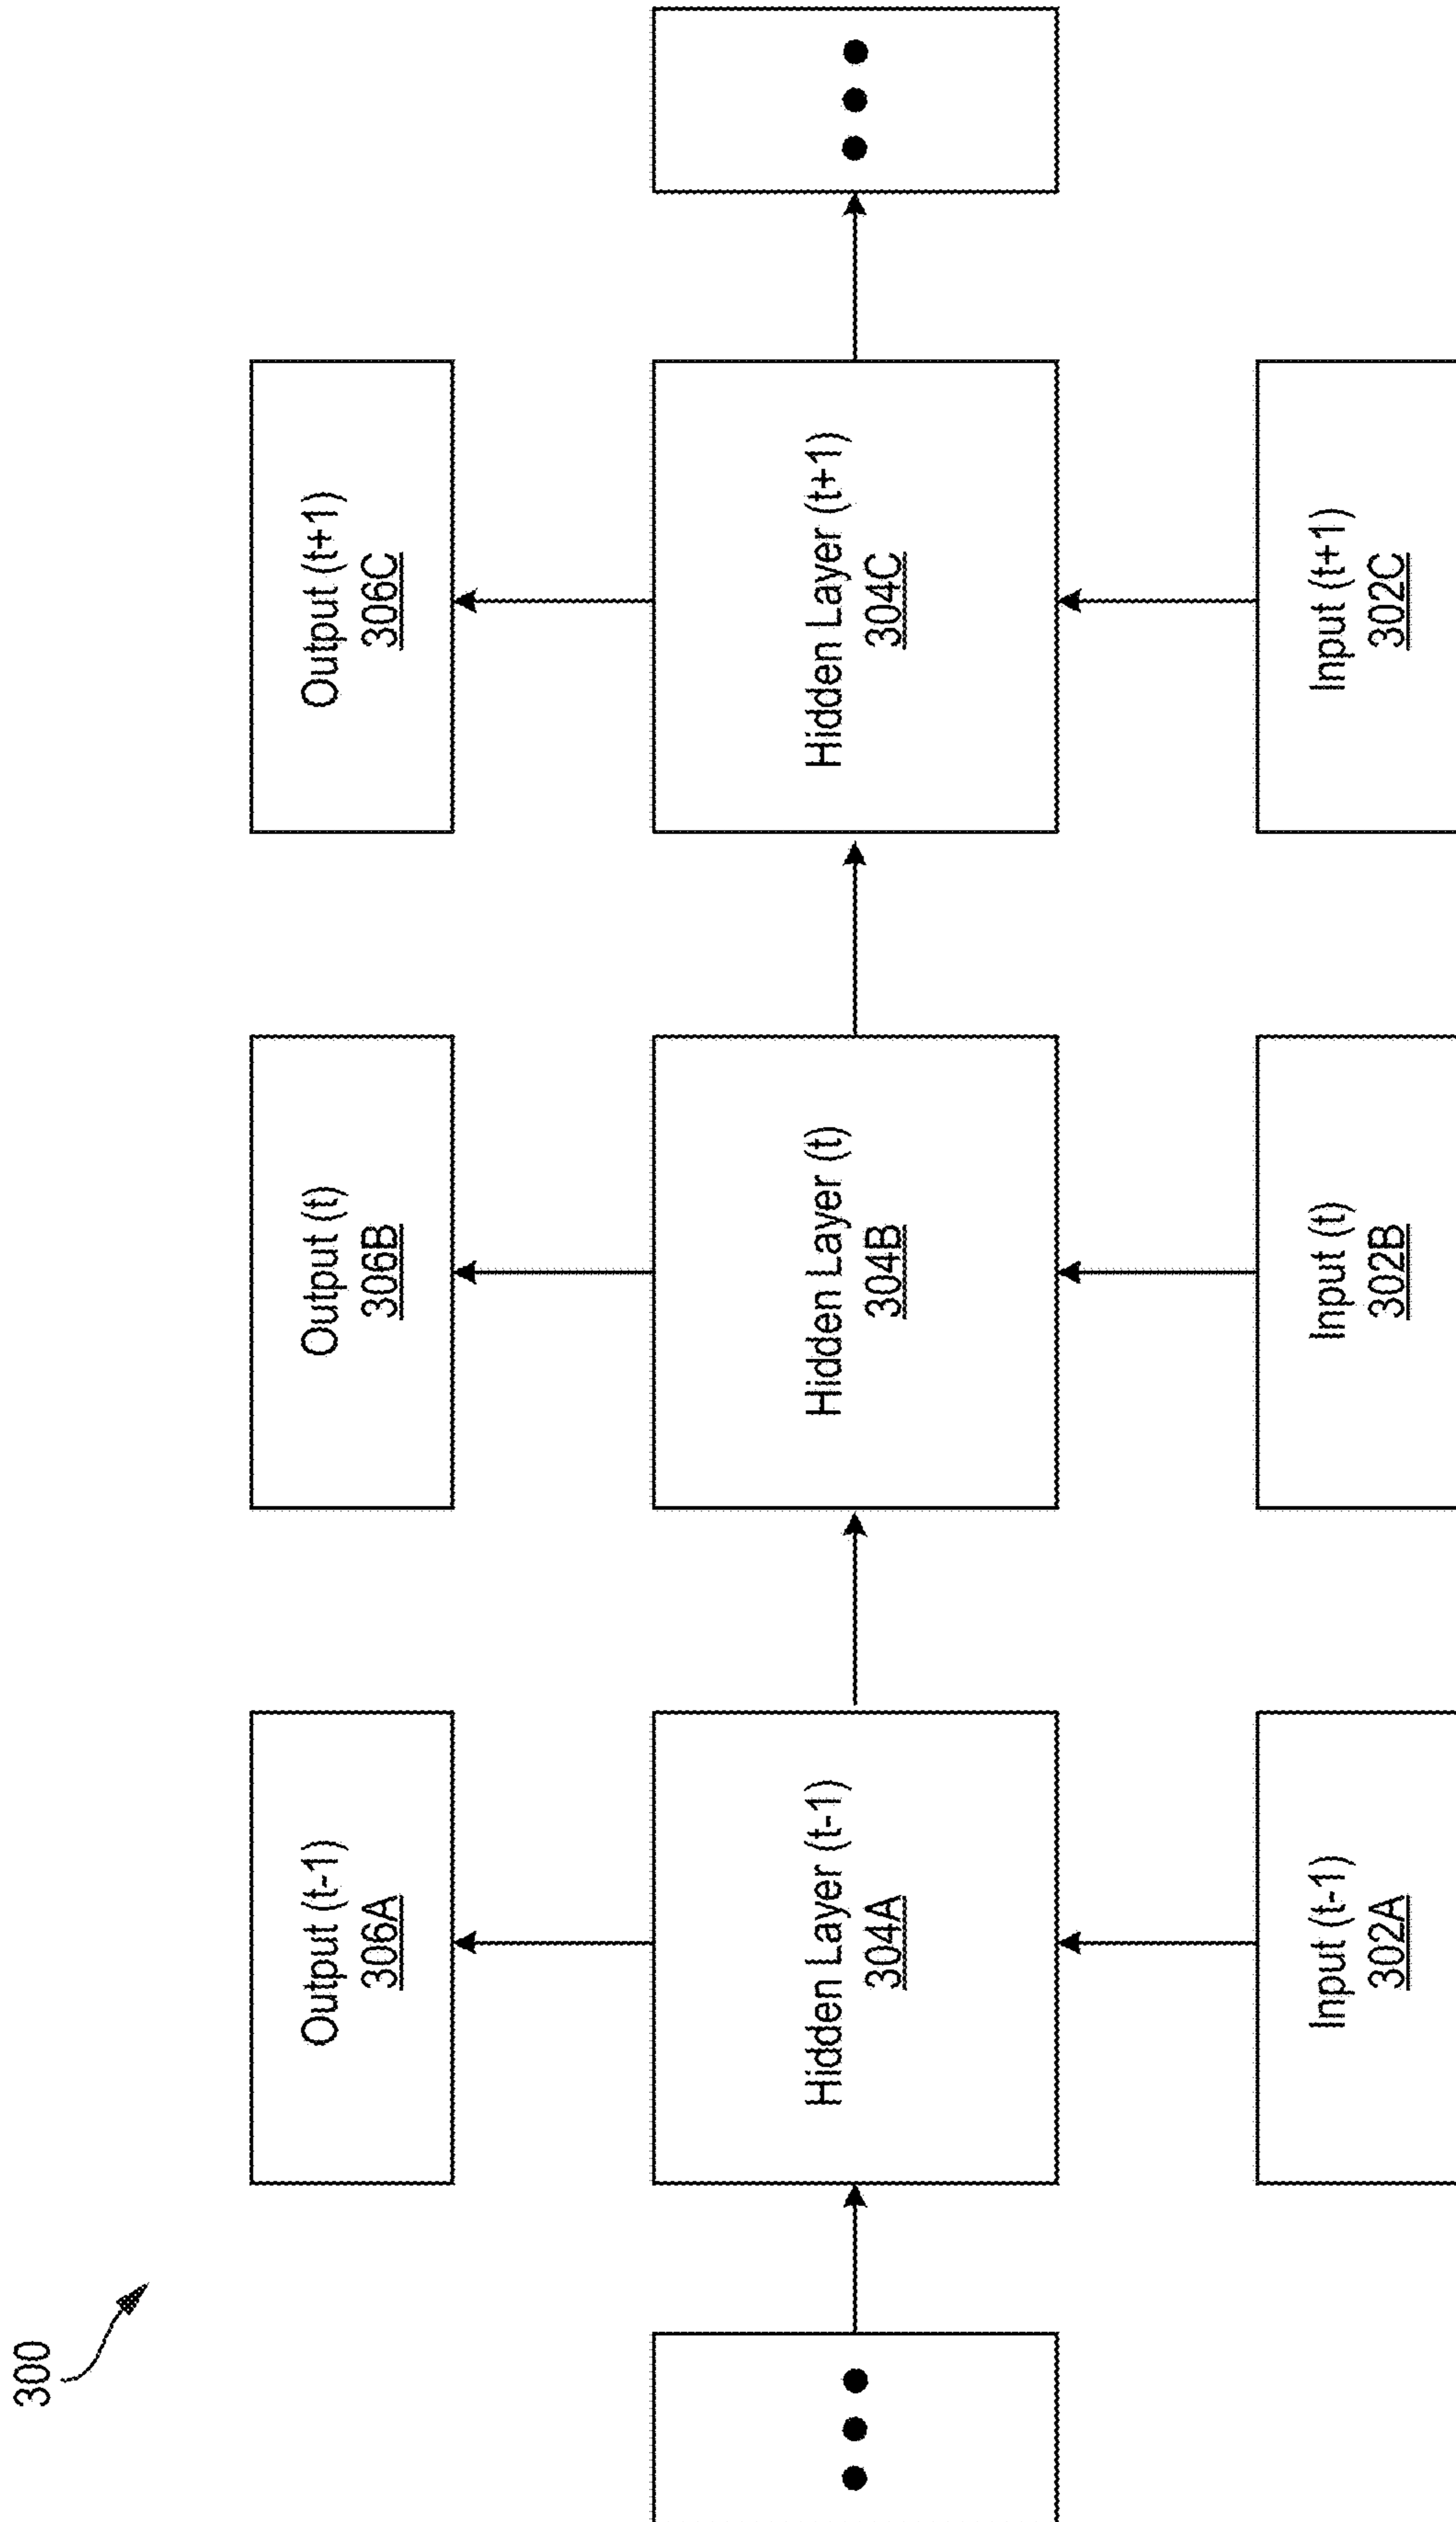 300
Output (t-1)
306A
Output (t)
306B
Output (t+1)
306C
Hidden Layer (t-1)
304A
Hidden Layer (t)
304B
Hidden Layer (t+1)
304C
Input (t-1)
302A
Input (t)
302B
Input (t+1)
302C